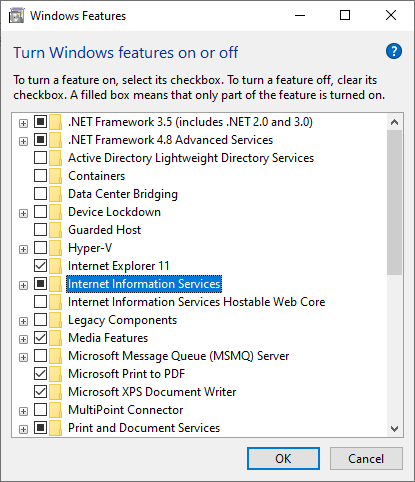 Windows Features
Turn Windows features on or off
?
To turn a feature on, select its checkbox. To turn a feature off, clear its
checkbox. A filled box means that only part of the feature is turned on.
.NET Framework 3.5 (includes .NET 2.0 and 3.0)
.NET Framework 4.8 Advanced Services
Active Directory Lightweight Directory Services
Containers
Data Center Bridging
Device Lockdown
Guarded Host
Hyper-V
Internet Explorer 11
Internet Information Services
Internet Information Services Hostable Web Core
Legacy Components
Media Features
Microsoft Message Queue (MSMQ) Server
Microsoft Print to PDF
Microsoft XPS Document Writer
MultiPoint Connector
Print and Document Services
OK
Cancel